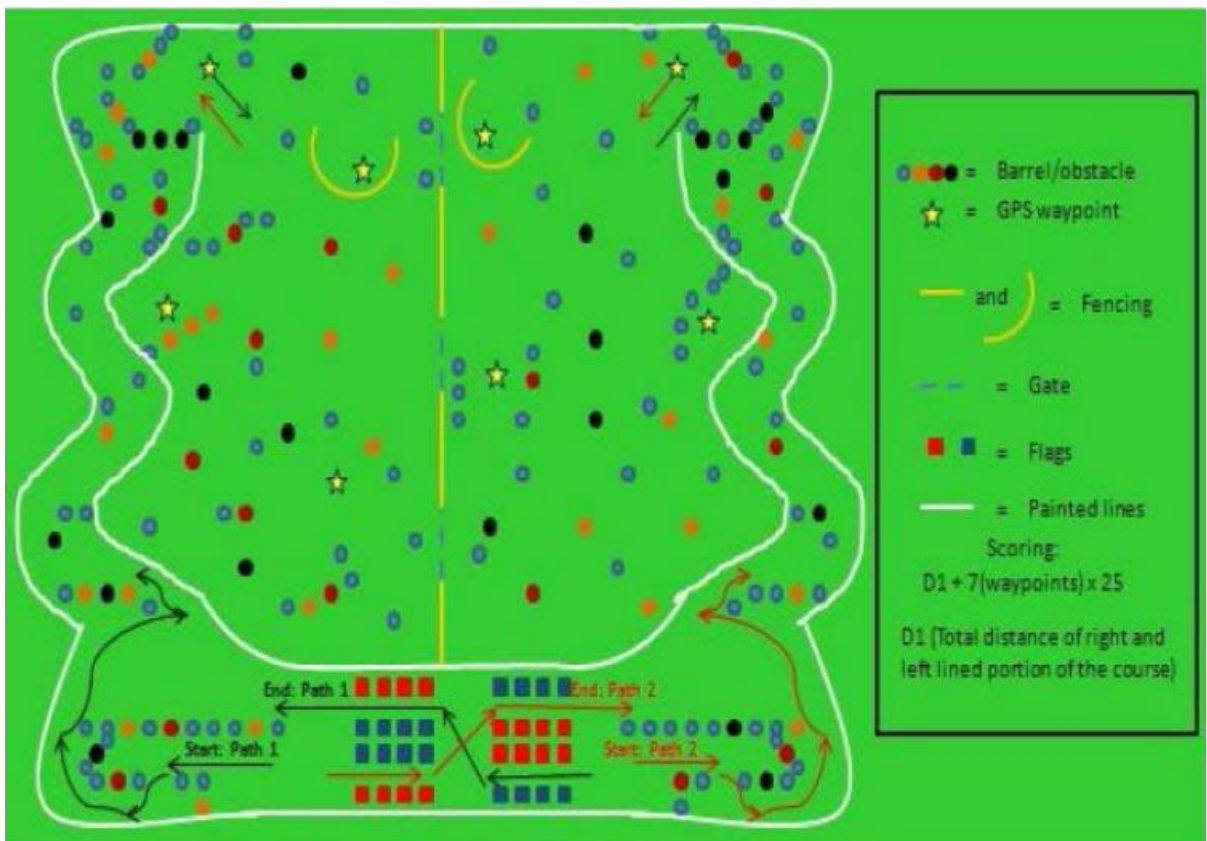 = Barrel/obstacle
= GPS waypoint
and = Fencing
= Gate
= Flags
= Painted lines
Scoring:
D1 + 7(waypoints) x 25
D1 (Total distance of right and
left lined portion of the course)
End: Path 1
End: Path 2
Start: Path 1
Start: Path 2